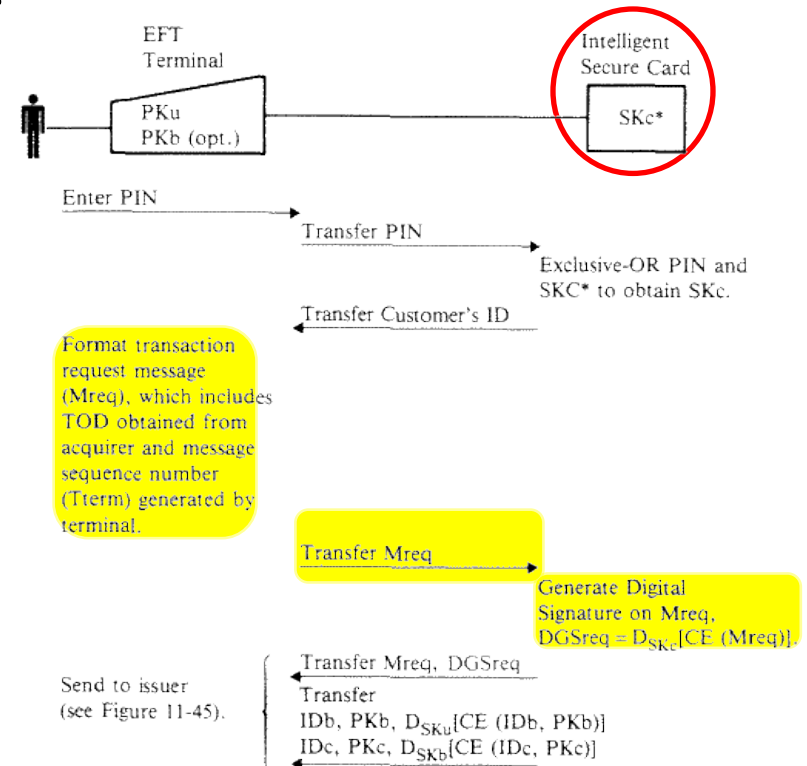 EFT
Terminal
Intelligent
Secure Card
PKu
PKb (opt.)
SKc*
Enter PIN
Transfer PIN
Exclusive-OR PIN and
SKC* to obtain SKc.
Transfer Customer's ID
Format transaction
request message
(Mreq), which includes
TOD obtained from
acquirer and message
sequence number
(Tterm) generated by
terminal.
Transfer Mreq
Generate Digital
Signature on Mreq,
DGSreq = D_SKc[CE (Mreq)].
Transfer Mreq, DGSreq
Send to issuer
(see Figure 11-45).
Transfer
IDb, PKb, D_SKu[CE (IDb, PKb)]
IDc, PKc, D_SKb[CE (IDc, PKc)]